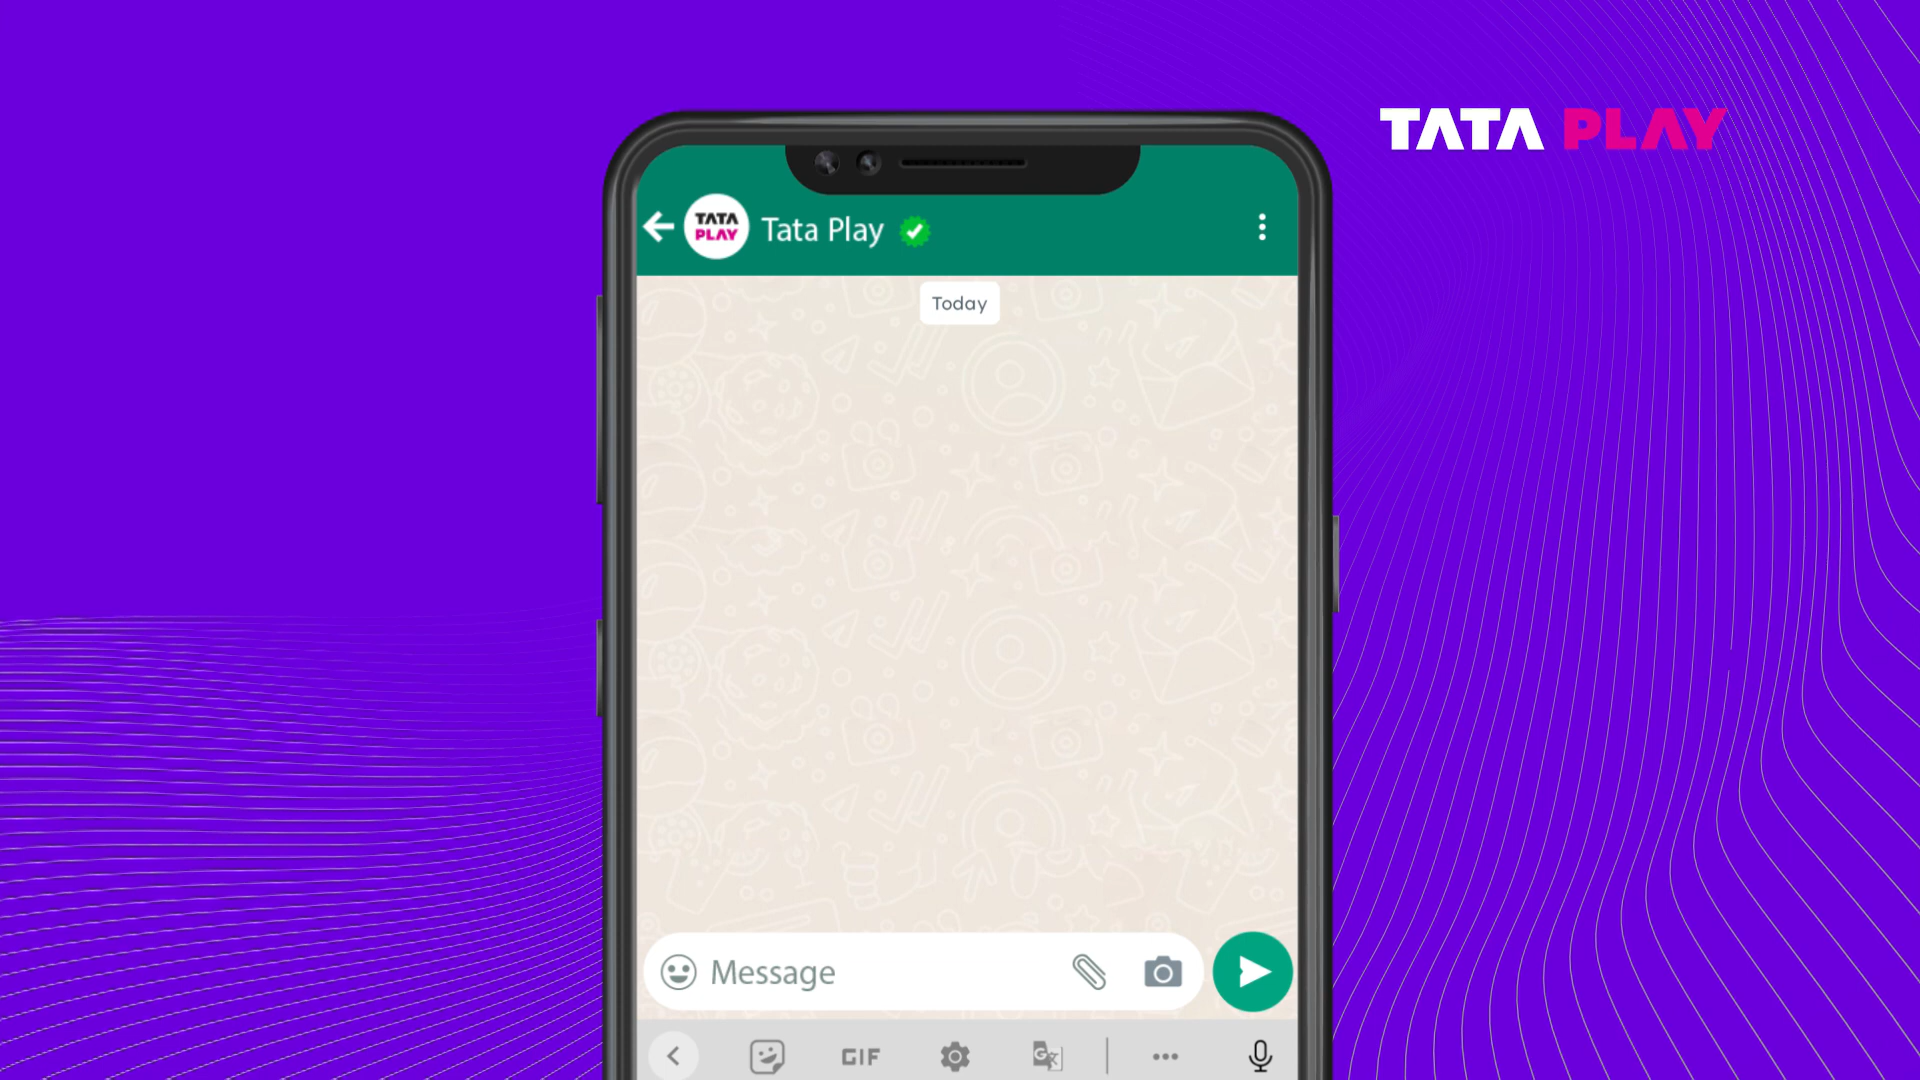 TATA PLAY
TATA
PLAY
Tata Play
Today
Message
GIF
G